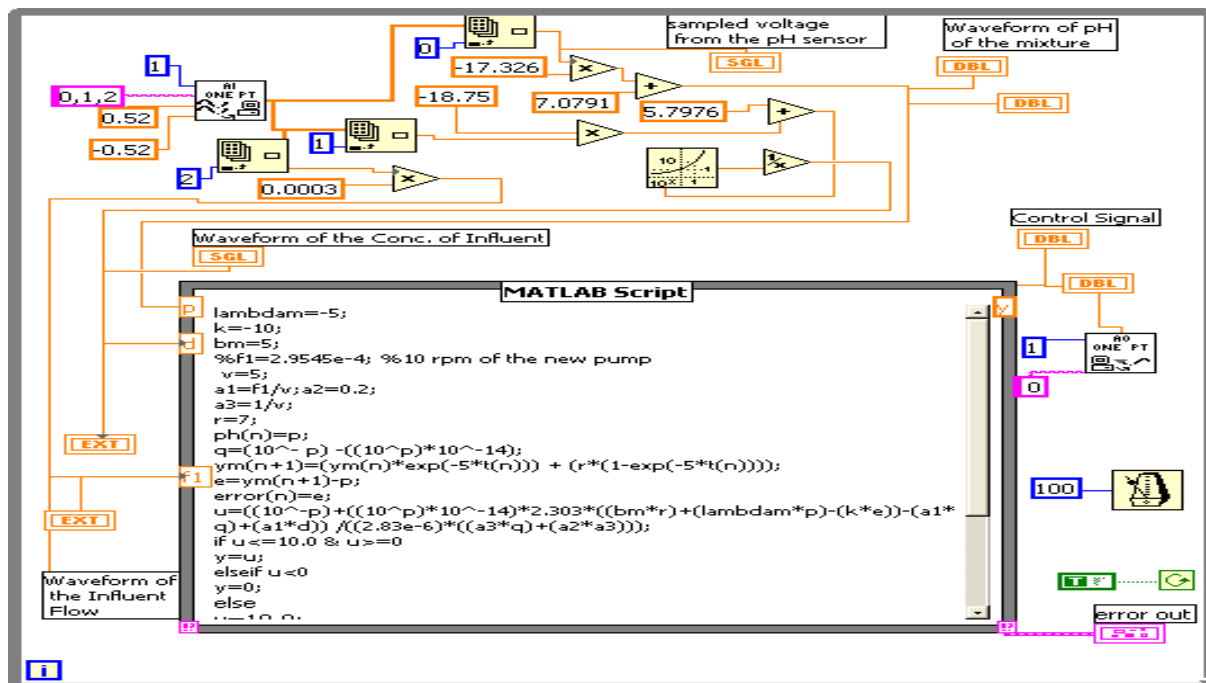 sampled voltage
from the pH sensor
Waveform of pH
of the mixture
0
SGL
DBL
1
AI
ONE PT
-17.326
0,1,2
-18.75
7.0791
5.7976
DBL
0.52
-0.52
1
2
0.0003
Control Signal
Waveform of the Conc. of Influent
SGL
DBL
DBL
MATLAB Script
p
y
lambdam=-5;
k=-10;
d
bm=5;
%f1=2.9545e-4; %10 rpm of the new pump
v=5;
a1=f1/v;a2=0.2;
a3=1/v;
r=7;
ph(n)=p;
q=(10^- p) -((10^p)*10^-14);
ym(n+1)=(ym(n)*exp(-5*t(n))) + (r*(1-exp(-5*t(n))));
e=ym(n+1)-p;
error(n)=e;
u=((10^-p)+((10^p)*10^-14)*2.303*((bm*r)+(lambdam*p)-(k*e))-(a1*
q)+(a1*d)) /((2.83e-6)*((a3*q)+(a2*a3)));
if u<=10.0 & u>=0
y=u;
elseif u<0
y=0;
else
EXT
f1
EXT
Waveform of
the Influent
Flow
1
AO
ONE PT
0
100
T
error out
i